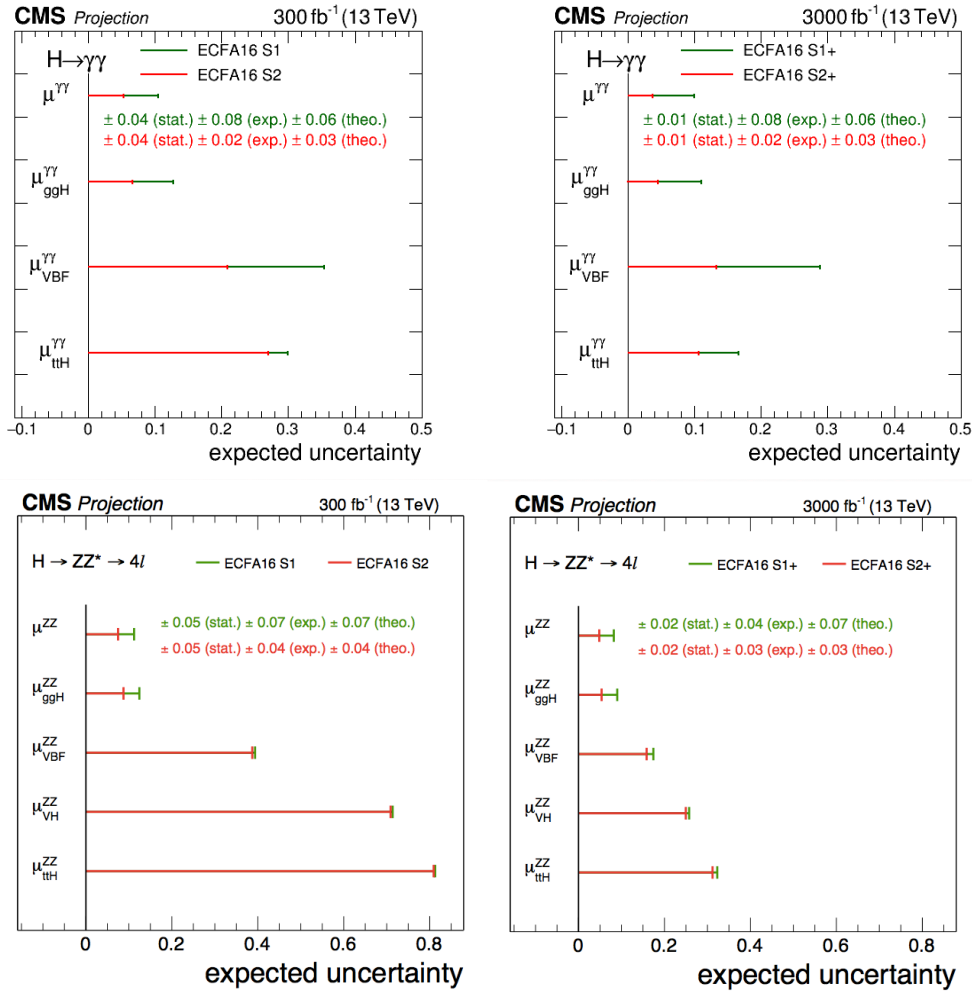 CMS Projection 300 fb⁻¹ (13 TeV)
H→γγ
ECFA16 S1
ECFA16 S2
μ^γγ
± 0.04 (stat.) ± 0.08 (exp.) ± 0.06 (theo.)
± 0.04 (stat.) ± 0.02 (exp.) ± 0.03 (theo.)
μ^γγ_ggH
μ^γγ_VBF
μ^γγ_ttH
−0.1 0 0.1 0.2 0.3 0.4 0.5
expected uncertainty
CMS Projection 3000 fb⁻¹ (13 TeV)
H→γγ
ECFA16 S1+
ECFA16 S2+
μ^γγ
± 0.01 (stat.) ± 0.08 (exp.) ± 0.06 (theo.)
± 0.01 (stat.) ± 0.02 (exp.) ± 0.03 (theo.)
μ^γγ_ggH
μ^γγ_VBF
μ^γγ_ttH
−0.1 0 0.1 0.2 0.3 0.4 0.5
expected uncertainty
CMS Projection 300 fb⁻¹ (13 TeV)
H → ZZ* → 4l ECFA16 S1 ECFA16 S2
μ^ZZ
± 0.05 (stat.) ± 0.07 (exp.) ± 0.07 (theo.)
± 0.05 (stat.) ± 0.04 (exp.) ± 0.04 (theo.)
μ^ZZ_ggH
μ^ZZ_VBF
μ^ZZ_VH
μ^ZZ_ttH
0 0.2 0.4 0.6 0.8
expected uncertainty
CMS Projection 3000 fb⁻¹ (13 TeV)
H → ZZ* → 4l ECFA16 S1+ ECFA16 S2+
μ^ZZ
± 0.02 (stat.) ± 0.04 (exp.) ± 0.07 (theo.)
± 0.02 (stat.) ± 0.03 (exp.) ± 0.03 (theo.)
μ^ZZ_ggH
μ^ZZ_VBF
μ^ZZ_VH
μ^ZZ_ttH
0 0.2 0.4 0.6 0.8
expected uncertainty